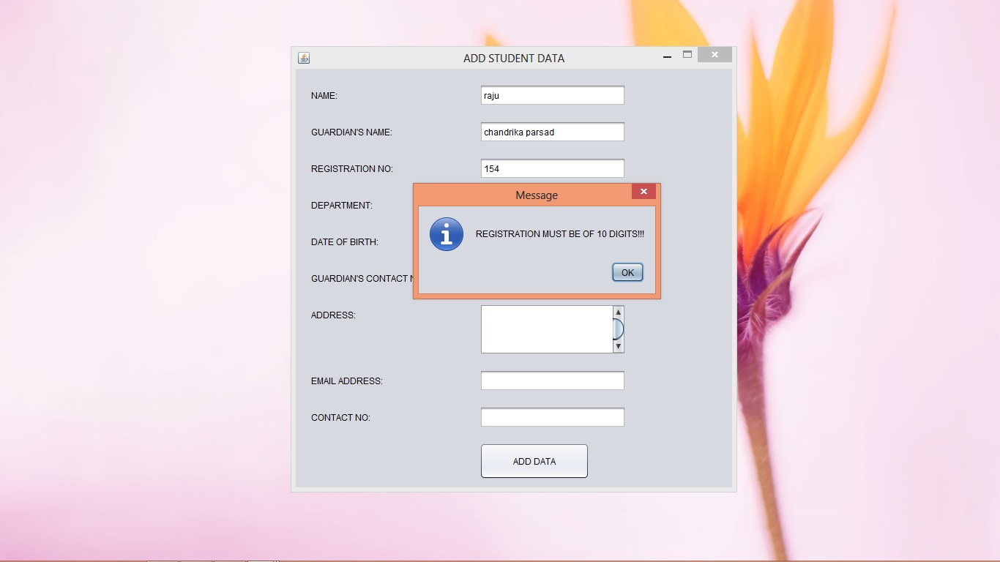 ADD STUDENT DATA
NAME: raju
GUARDIAN'S NAME: chandrika parsad
REGISTRATION NO: 154
Message
DEPARTMENT:
REGISTRATION MUST BE OF 10 DIGITS!!!
DATE OF BIRTH:
OK
GUARDIAN'S CONTACT
ADDRESS:
EMAIL ADDRESS:
CONTACT NO:
ADD DATA